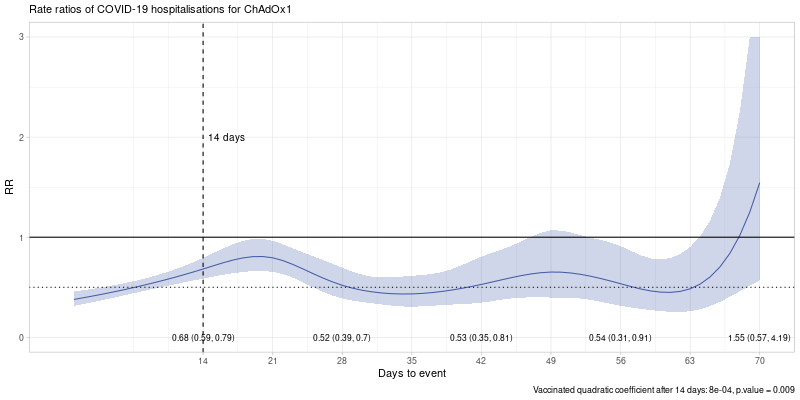 Rate ratios of COVID-19 hospitalisations for ChAdOx1
3
2
1
0
RR
14 days
0.68 (0.59, 0.79)
0.52 (0.39, 0.7)
0.53 (0.35, 0.81)
0.54 (0.31, 0.91)
1.55 (0.57, 4.19)
14 21 28 35 42 49 56 63 70
Days to event
Vaccinated quadratic coefficient after 14 days: 8e-04, p.value = 0.009